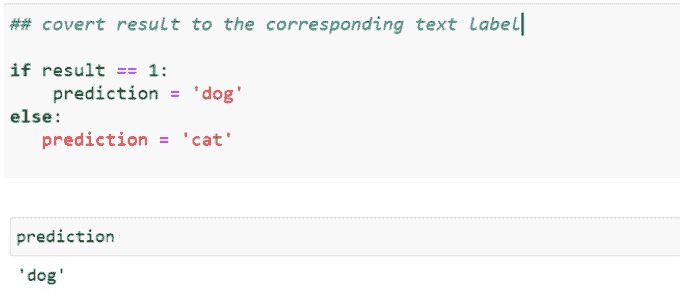 ## covert result to the corresponding text label
if result == 1:
    prediction = 'dog'
else:
   prediction = 'cat'
prediction
'dog'